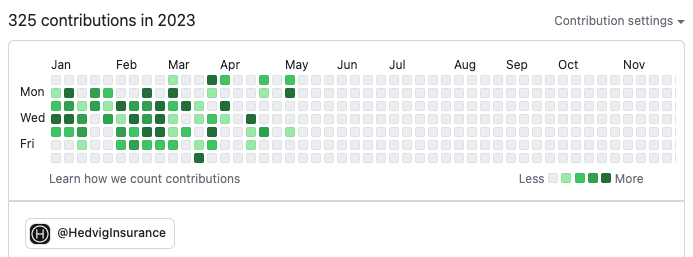 325 contributions in 2023
Contribution settings
Jan Feb Mar Apr May Jun Jul Aug Sep Oct Nov
Mon
Wed
Fri
Learn how we count contributions
Less More
@HedvigInsurance